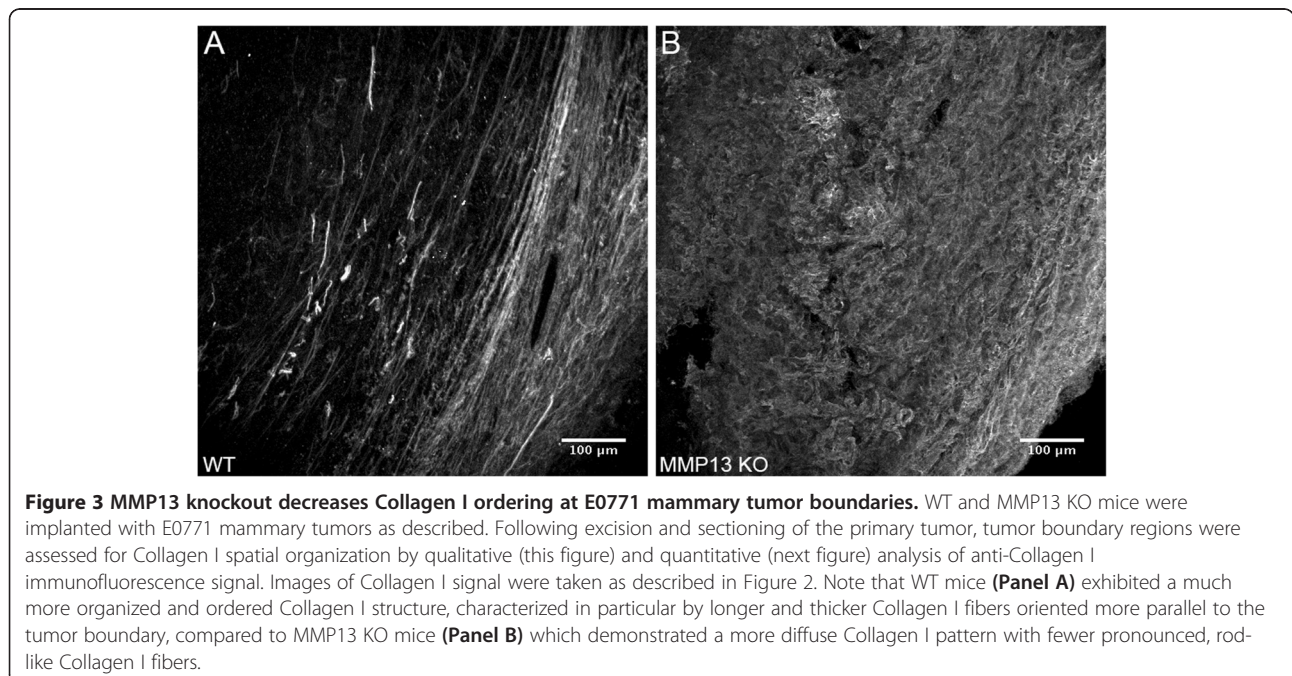 A
B
100 µm
100 µm
WT
MMP13 KO
Figure 3 MMP13 knockout decreases Collagen I ordering at E0771 mammary tumor boundaries. WT and MMP13 KO mice were
implanted with E0771 mammary tumors as described. Following excision and sectioning of the primary tumor, tumor boundary regions were
assessed for Collagen I spatial organization by qualitative (this figure) and quantitative (next figure) analysis of anti-Collagen I
immunofluorescence signal. Images of Collagen I signal were taken as described in Figure 2. Note that WT mice (Panel A) exhibited a much
more organized and ordered Collagen I structure, characterized in particular by longer and thicker Collagen I fibers oriented more parallel to the
tumor boundary, compared to MMP13 KO mice (Panel B) which demonstrated a more diffuse Collagen I pattern with fewer pronounced, rod-
like Collagen I fibers.